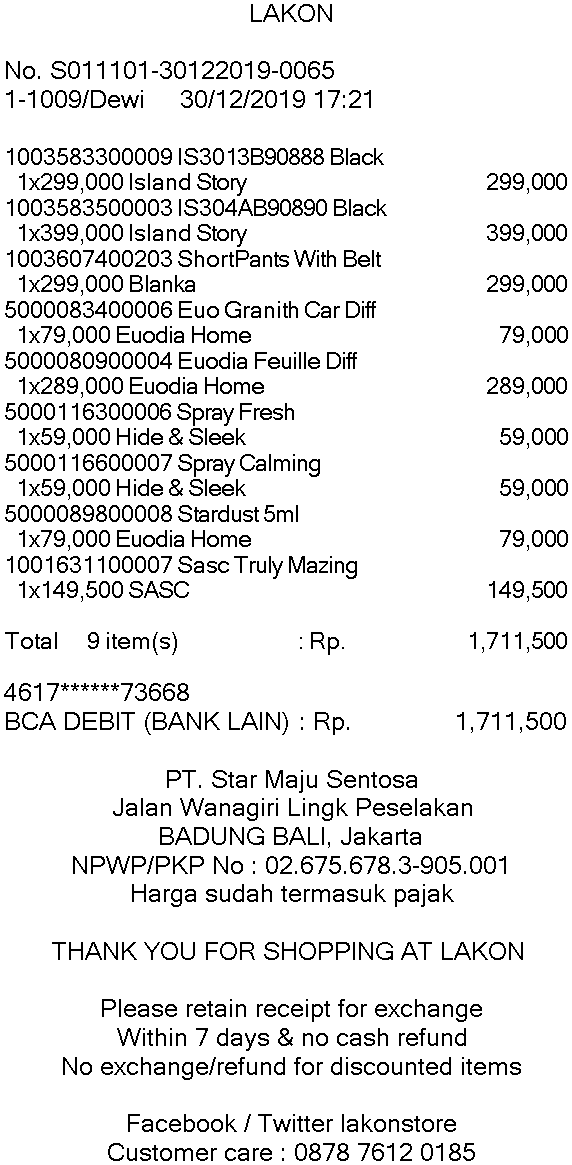 LAKON
No. S011101-30122019-0065
1-1009/Dewi 30/12/2019 17:21
1003583300009 IS3013B90888 Black
1x299,000 Island Story 299,000
1003583500003 IS304AB90890 Black
1x399,000 Island Story 399,000
1003607400203 ShortPants With Belt
1x299,000 Blanka 299,000
5000083400006 Euo Granith Car Diff
1x79,000 Euodia Home 79,000
5000080900004 Euodia Feuille Diff
1x289,000 Euodia Home 289,000
5000116300006 Spray Fresh
1x59,000 Hide & Sleek 59,000
5000116600007 Spray Calming
1x59,000 Hide & Sleek 59,000
5000089800008 Stardust 5ml
1x79,000 Euodia Home 79,000
1001631100007 Sasc Truly Mazing
1x149,500 SASC 149,500
Total 9 item(s) : Rp. 1,711,500
4617******73668
BCA DEBIT (BANK LAIN) : Rp. 1,711,500
PT. Star Maju Sentosa
Jalan Wanagiri Lingk Peselakan
BADUNG BALI, Jakarta
NPWP/PKP No : 02.675.678.3-905.001
Harga sudah termasuk pajak
THANK YOU FOR SHOPPING AT LAKON
Please retain receipt for exchange
Within 7 days & no cash refund
No exchange/refund for discounted items
Facebook / Twitter lakonstore
Customer care : 0878 7612 0185